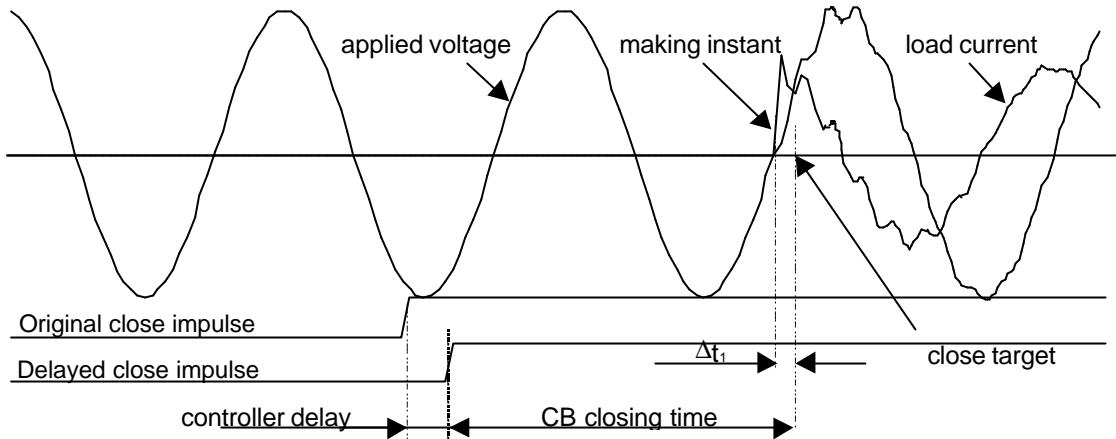 applied voltage
making instant
load current
Original close impulse
Delayed close impulse
Δt₁
close target
controller delay
CB closing time